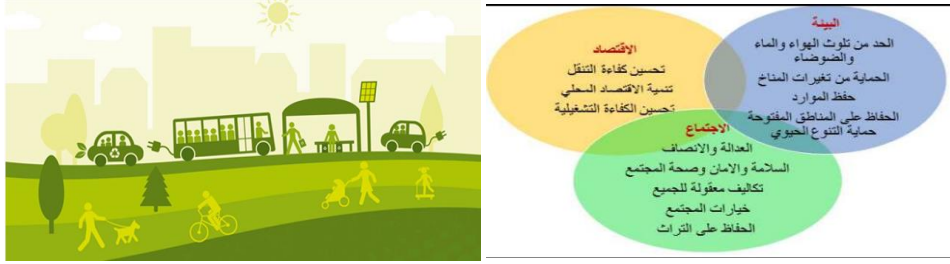 البيئة
الحد من تلوث الهواء والماء
والضوضاء
الحماية من تغيرات المناخ
حفظ الموارد
الحفاظ على المناطق المفتوحة
حماية التنوع الحيوي
الاقتصاد
تحسين كفاءة التنقل
تنمية الاقتصاد المحلي
تحسين الكفاءة التشغيلية
الاجتماع
العدالة والانصاف
السلامة والامان وصحة المجتمع
تكاليف معقولة للجميع
خيارات المجتمع
الحفاظ على التراث